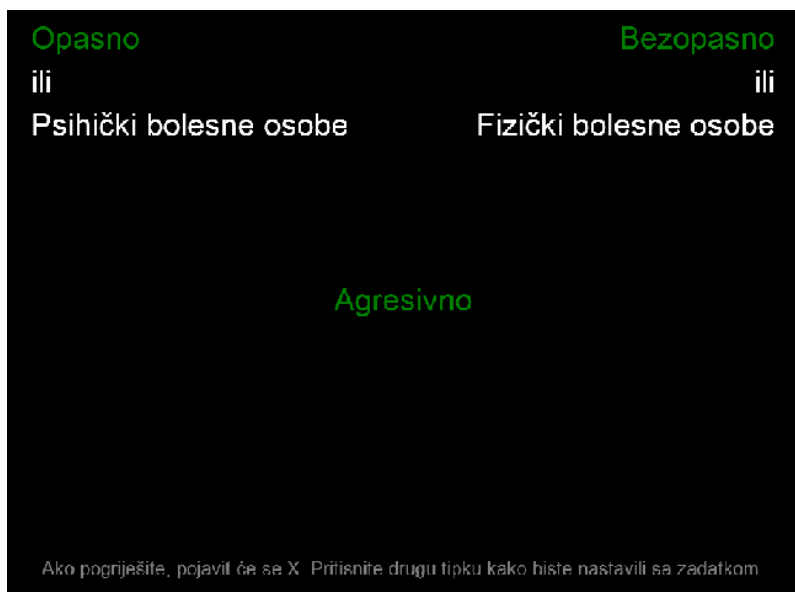 Opasno Bezopasno
ili ili
Psihički bolesne osobe Fizički bolesne osobe
Agresivno
Ako pogriješite, pojavit će se X. Pritisnite drugu tipku kako biste nastavili sa zadatkom